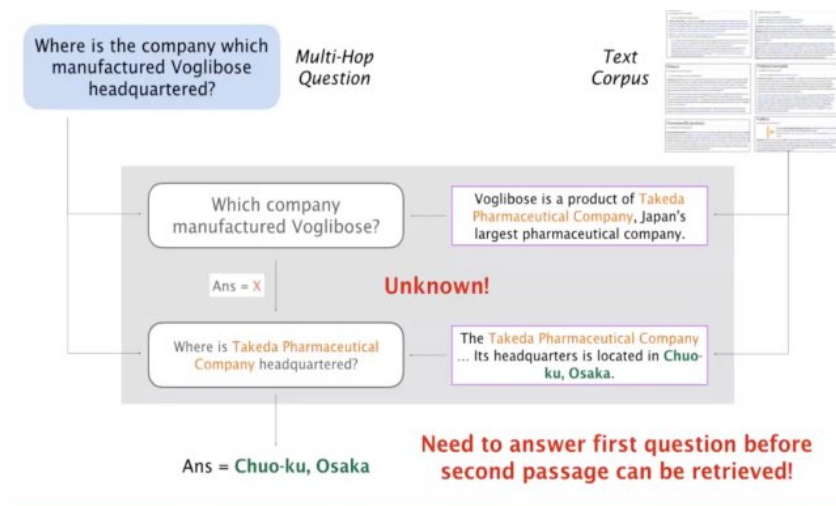 Where is the company which
manufactured Voglibose
headquartered?
Multi-Hop
Question
Text
Corpus
Which company
manufactured Voglibose?
Voglibose is a product of Takeda
Pharmaceutical Company, Japan's
largest pharmaceutical company.
Ans = X
Unknown!
Where is Takeda Pharmaceutical
Company headquartered?
The Takeda Pharmaceutical Company
... Its headquarters is located in Chuo-
ku, Osaka.
Ans = Chuo-ku, Osaka
Need to answer first question before
second passage can be retrieved!